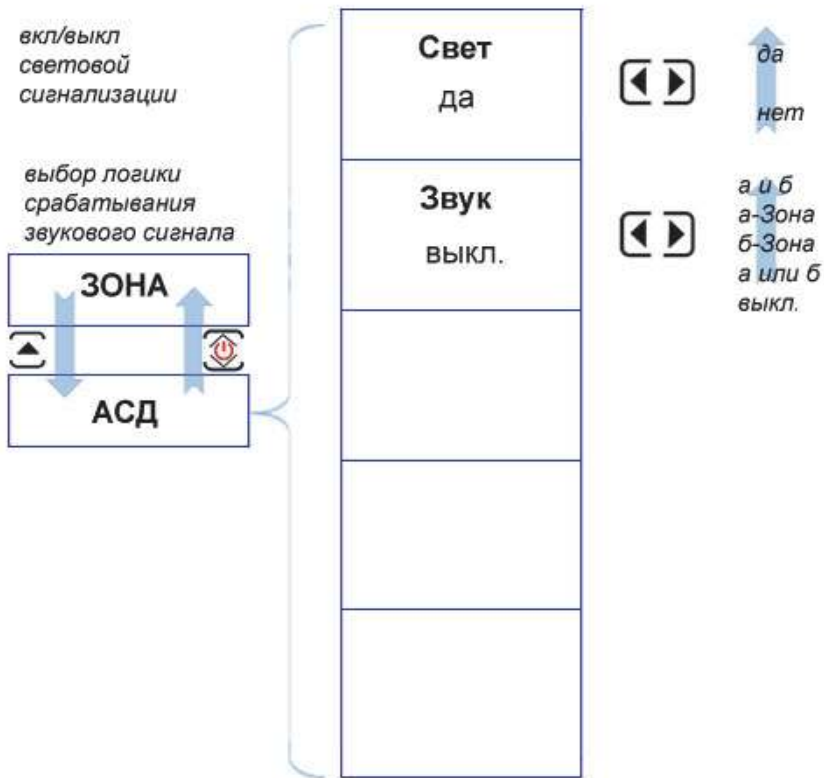 вкл/выкл
световой
сигнализации
выбор логики
срабатывания
звукового сигнала
ЗОНА
АСД
Свет
да
Звук
выкл.
да
нет
а и б
а-Зона
б-Зона
а или б
выкл.